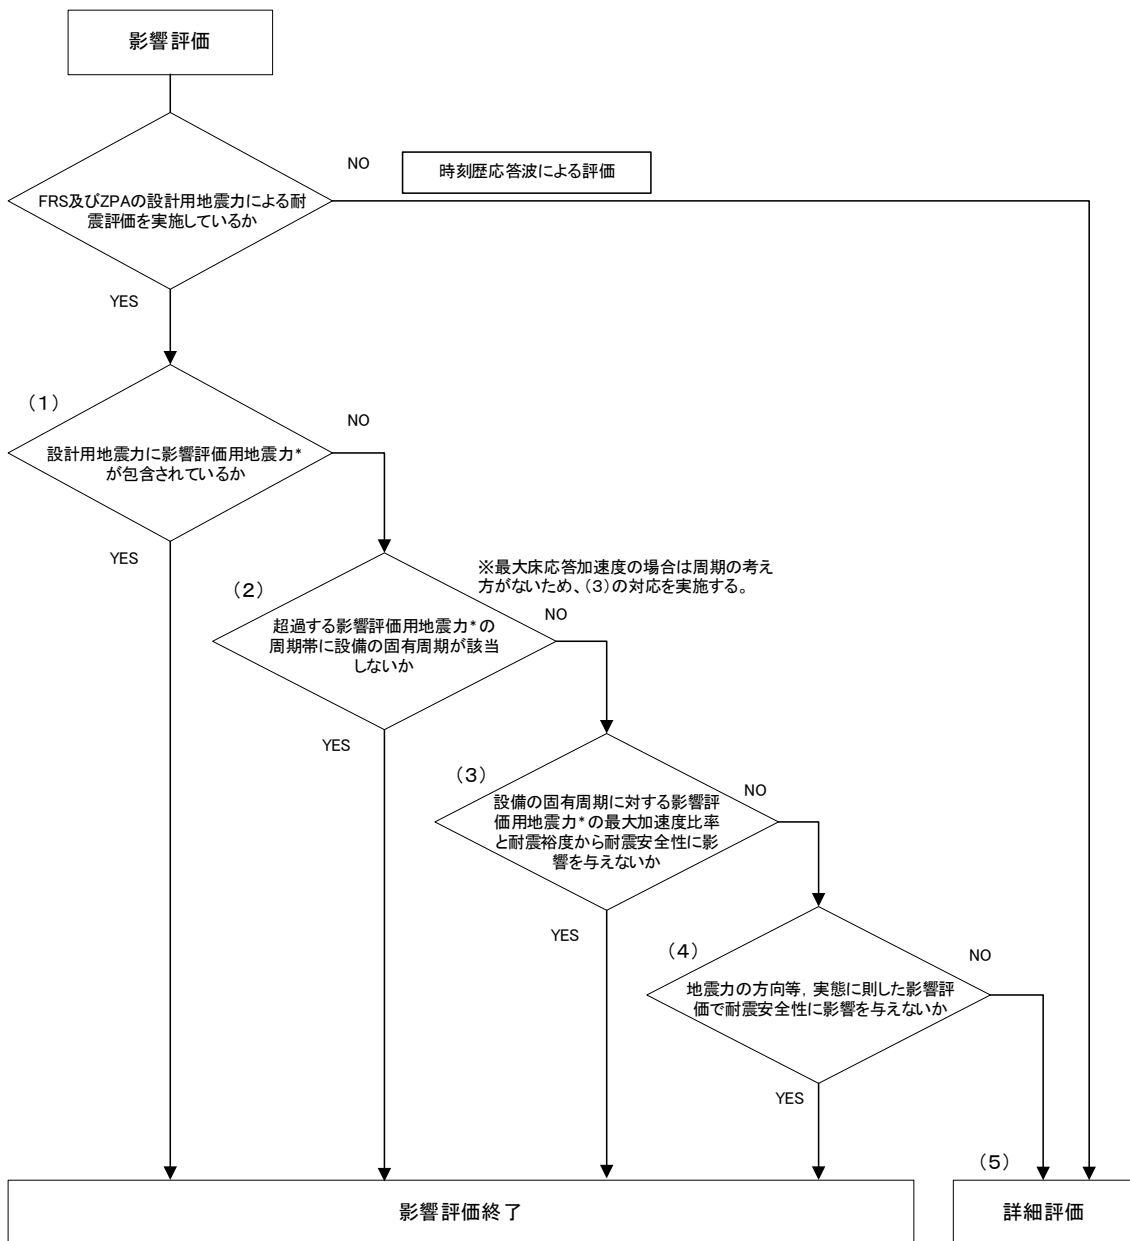 影響評価
NO
時刻歴応答波による評価
FRS及びZPAの設計用地震力による耐
震評価を実施しているか
YES
(1)
NO
設計用地震力に影響評価用地震力*
が包含されているか
YES
※最大床応答加速度の場合は周期の考え
方がないため、(3)の対応を実施する。
(2)
NO
超過する影響評価用地震力*の
周期帯に設備の固有周期が該当
しないか
YES
(3)
NO
設備の固有周期に対する影響評
価用地震力*の最大加速度比率
と耐震裕度から耐震安全性に影
響を与えないか
YES
(4)
NO
地震力の方向等,実態に則した影響評
価で耐震安全性に影響を与えないか
YES
(5)
影響評価終了
詳細評価